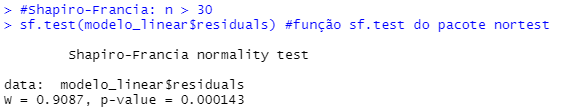 > #Shapiro-Francia: n > 30
> sf.test(modelo_linear$residuals) #função sf.test do pacote nortest
Shapiro-Francia normality test
data:  modelo_linear$residuals
W = 0.9087, p-value = 0.000143